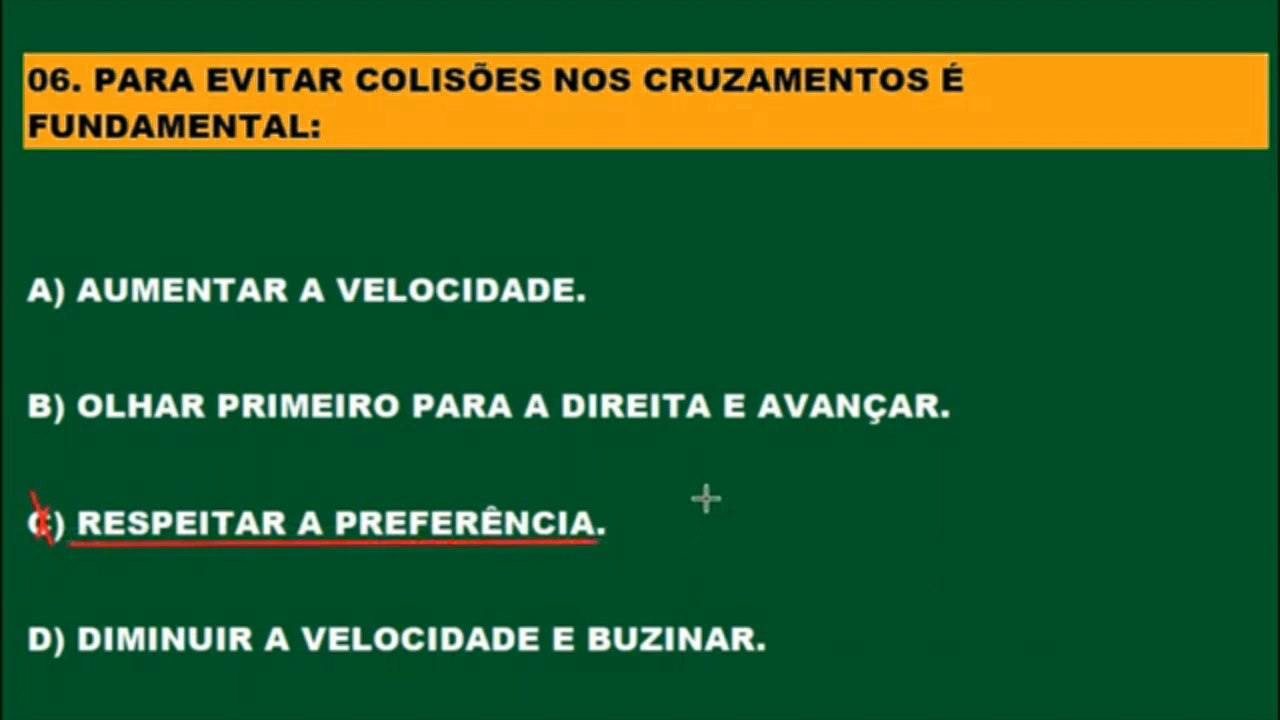 06. PARA EVITAR COLISÕES NOS CRUZAMENTOS É
FUNDAMENTAL:
A) AUMENTAR A VELOCIDADE.
B) OLHAR PRIMEIRO PARA A DIREITA E AVANÇAR.
C) RESPEITAR A PREFERÊNCIA.
D) DIMINUIR A VELOCIDADE E BUZINAR.